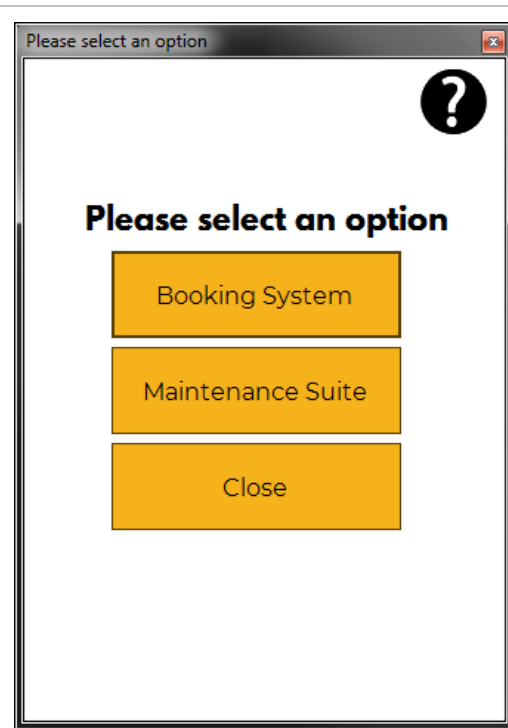 Please select an option
?
Please select an option
Booking System
Maintenance Suite
Close